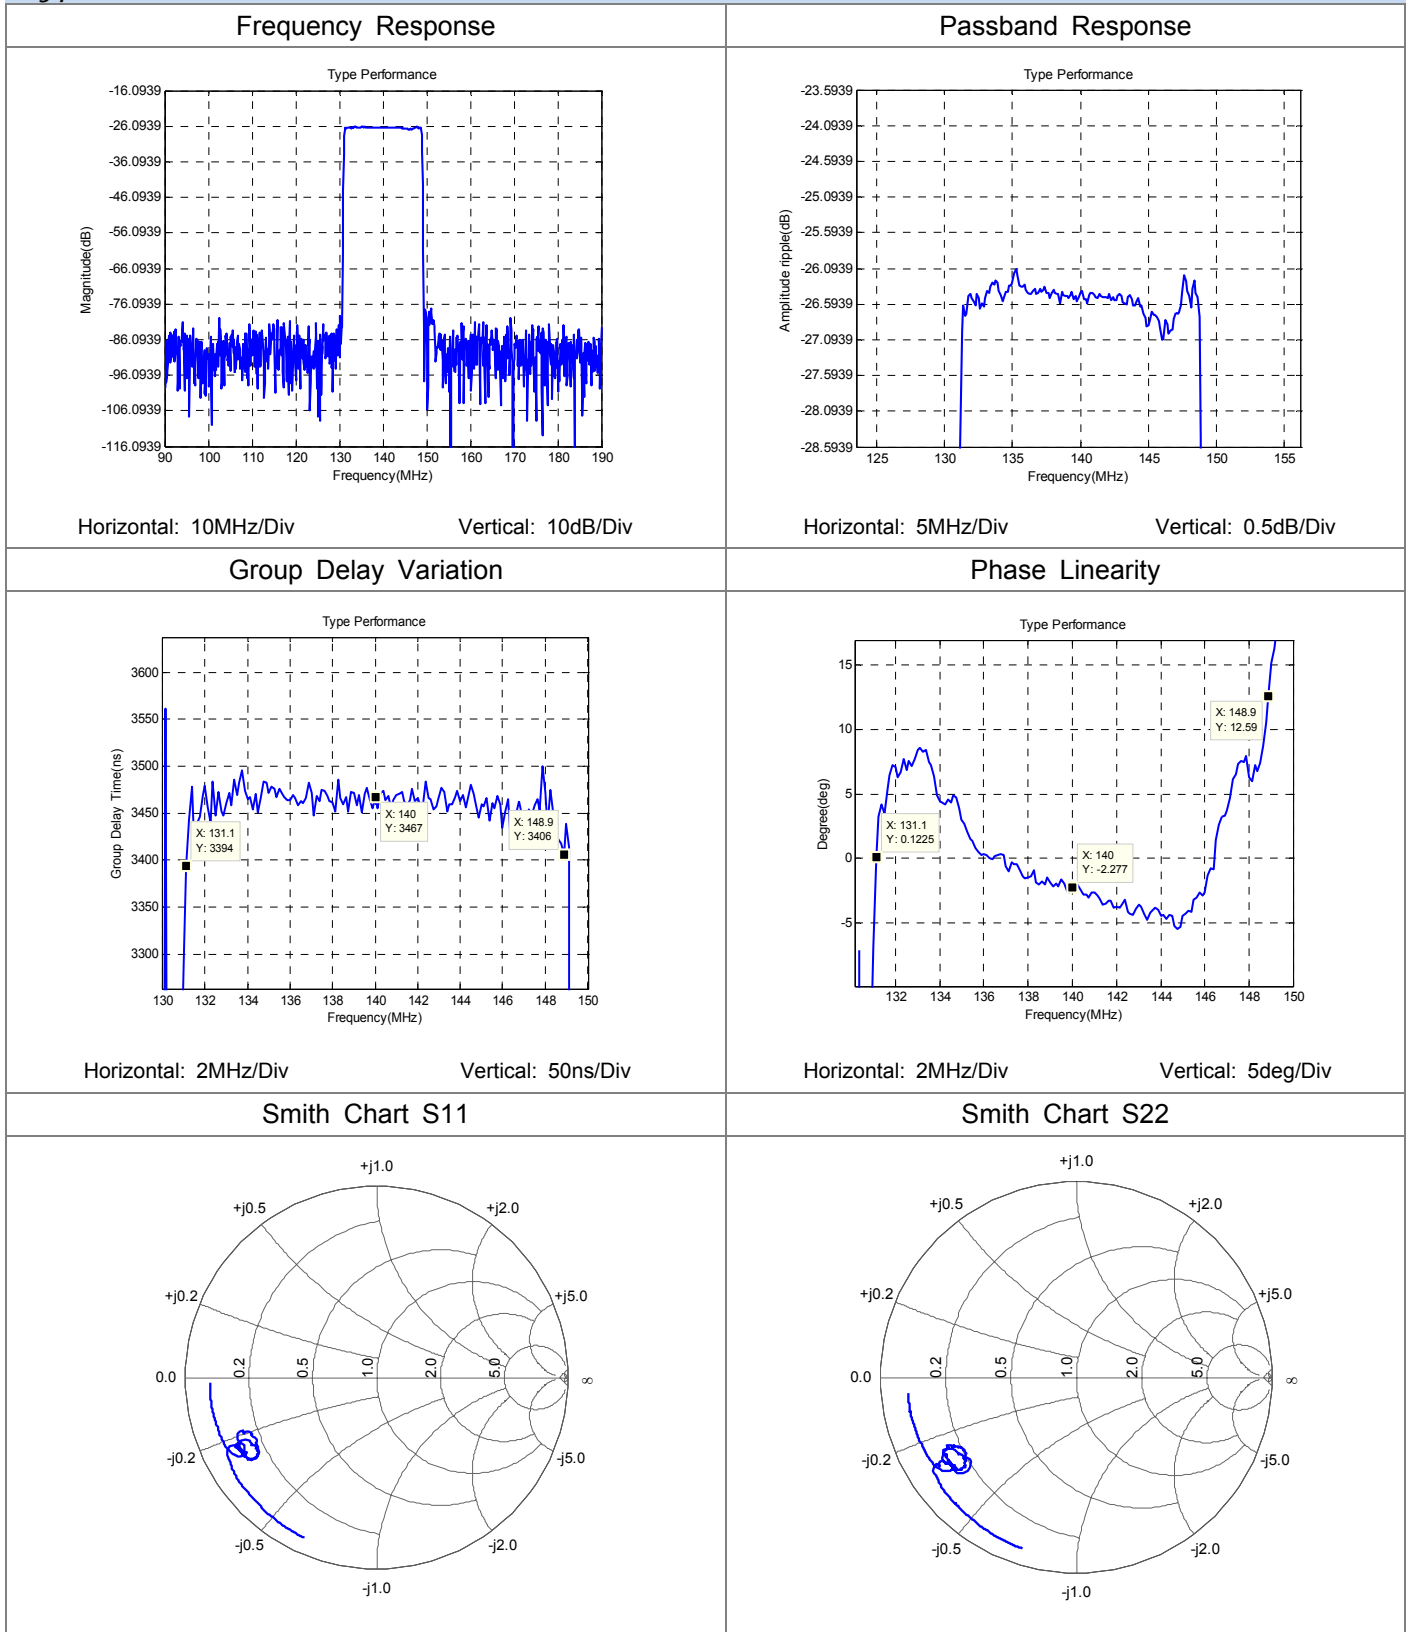 Frequency Response
Passband Response
Type Performance
-16.0939
-26.0939
-36.0939
-46.0939
-56.0939
-66.0939
-76.0939
-86.0939
-96.0939
-106.0939
-116.0939
Magnitude(dB)
90 100 110 120 130 140 150 160 170 180 190
Frequency(MHz)
Horizontal: 10MHz/Div Vertical: 10dB/Div
Type Performance
-23.5939
-24.0939
-24.5939
-25.0939
-25.5939
-26.0939
-26.5939
-27.0939
-27.5939
-28.0939
-28.5939
Amplitude ripple(dB)
125 130 135 140 145 150 155
Frequency(MHz)
Horizontal: 5MHz/Div Vertical: 0.5dB/Div
Group Delay Variation
Phase Linearity
Type Performance
3600
3550
3500
3450
3400
3350
3300
Group Delay Time(ns)
X: 131.1
Y: 3394
X: 140
Y: 3467
X: 148.9
Y: 3406
130 132 134 136 138 140 142 144 146 148 150
Frequency(MHz)
Horizontal: 2MHz/Div Vertical: 50ns/Div
Type Performance
15
10
5
0
-5
Degree(deg)
X: 148.9
Y: 12.59
X: 131.1
Y: 0.1225
X: 140
Y: -2.277
132 134 136 138 140 142 144 146 148 150
Frequency(MHz)
Horizontal: 2MHz/Div Vertical: 5deg/Div
Smith Chart S11
Smith Chart S22
+j1.0
+j0.5 +j2.0
+j0.2 +j5.0
0.0 0.2 0.5 1.0 2.0 5.0 ∞
-j0.2 -j5.0
-j0.5 -j2.0
-j1.0
+j1.0
+j0.5 +j2.0
+j0.2 +j5.0
0.0 0.2 0.5 1.0 2.0 5.0 ∞
-j0.2 -j5.0
-j0.5 -j2.0
-j1.0